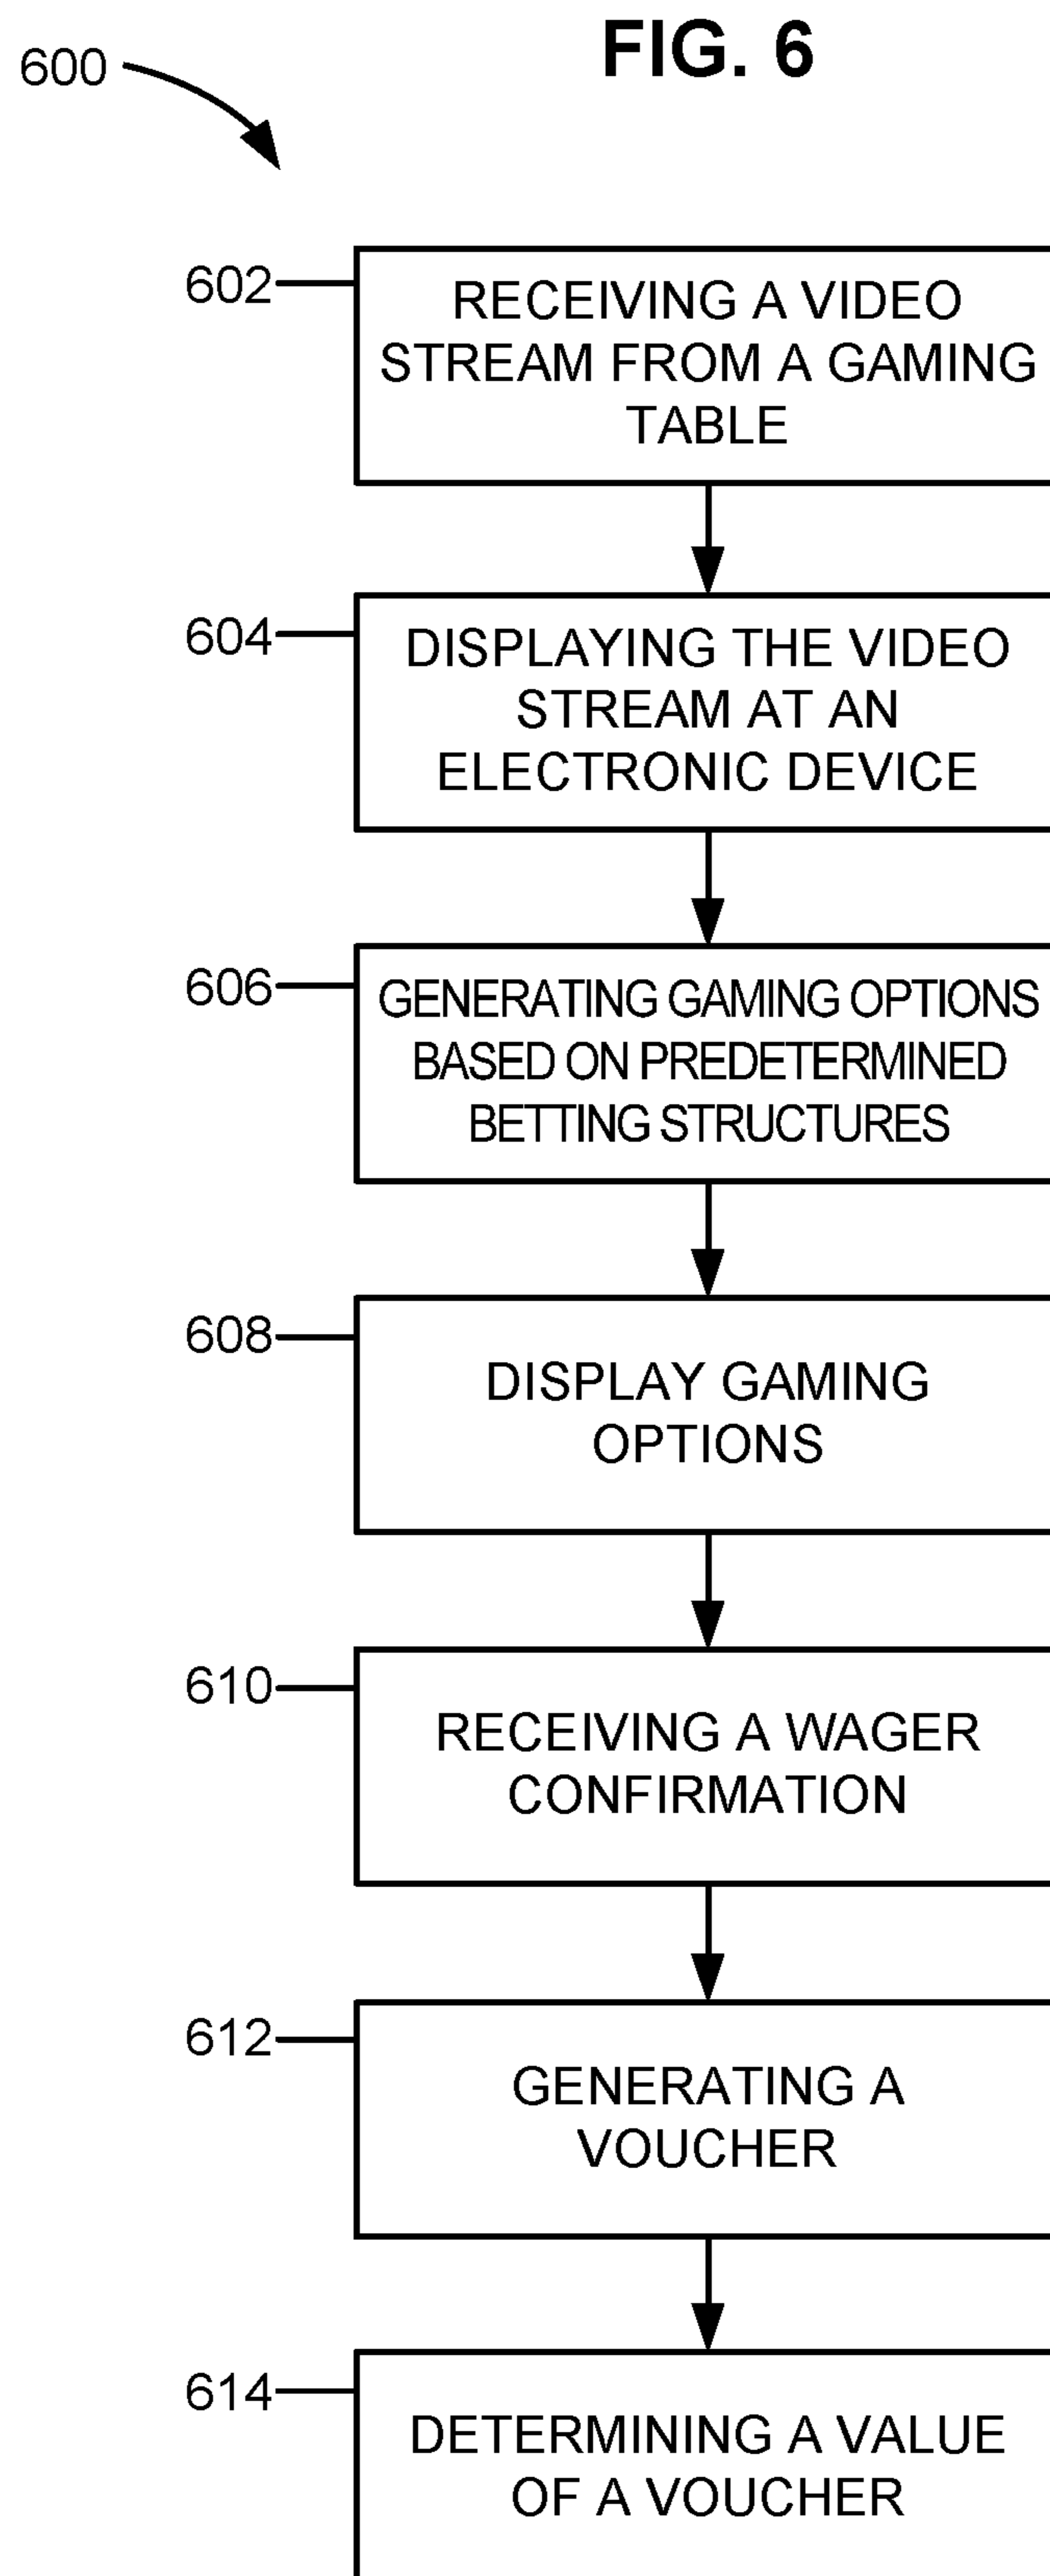 FIG. 6
600
602
RECEIVING A VIDEO
STREAM FROM A GAMING
TABLE
604
DISPLAYING THE VIDEO
STREAM AT AN
ELECTRONIC DEVICE
606
GENERATING GAMING OPTIONS
BASED ON PREDETERMINED
BETTING STRUCTURES
608
DISPLAY GAMING
OPTIONS
610
RECEIVING A WAGER
CONFIRMATION
612
GENERATING A
VOUCHER
614
DETERMINING A VALUE
OF A VOUCHER